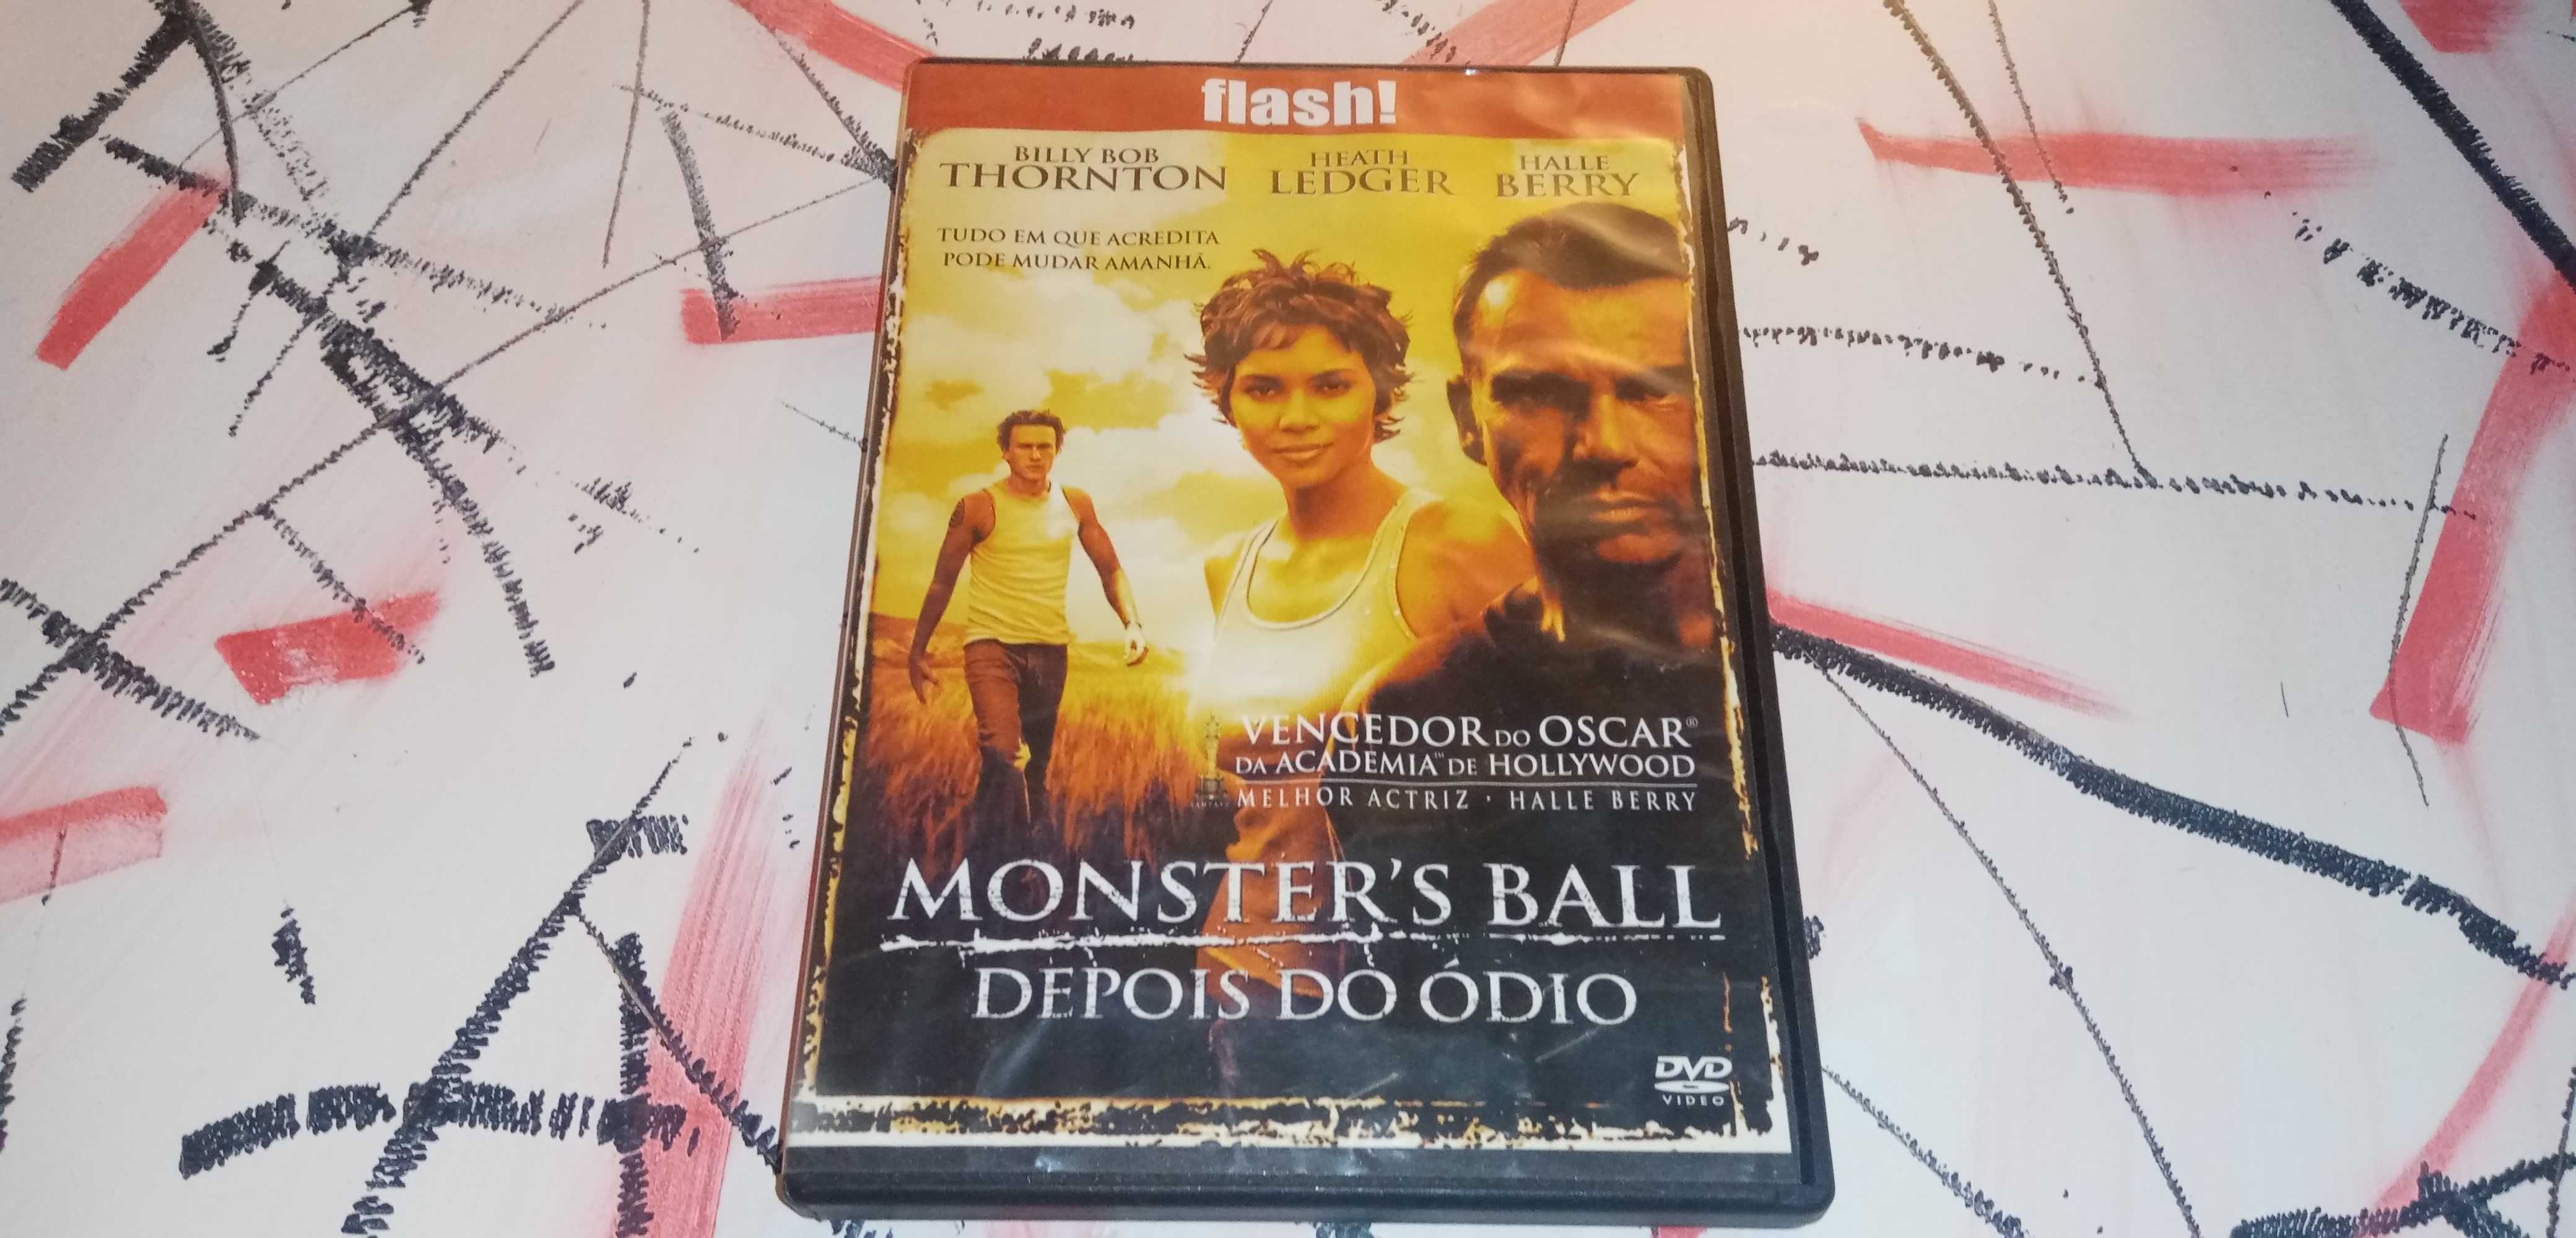 flash!
BILLY BOB
THORNTON
HEATH
LEDGER
HALLE
BERRY
TUDO EM QUE ACREDITA
PODE MUDAR AMANHÃ.
VENCEDOR DO OSCAR®
DA ACADEMIA™ DE HOLLYWOOD
MELHOR ACTRIZ · HALLE BERRY
MONSTER'S BALL
DEPOIS DO ÓDIO
DVD
VIDEO